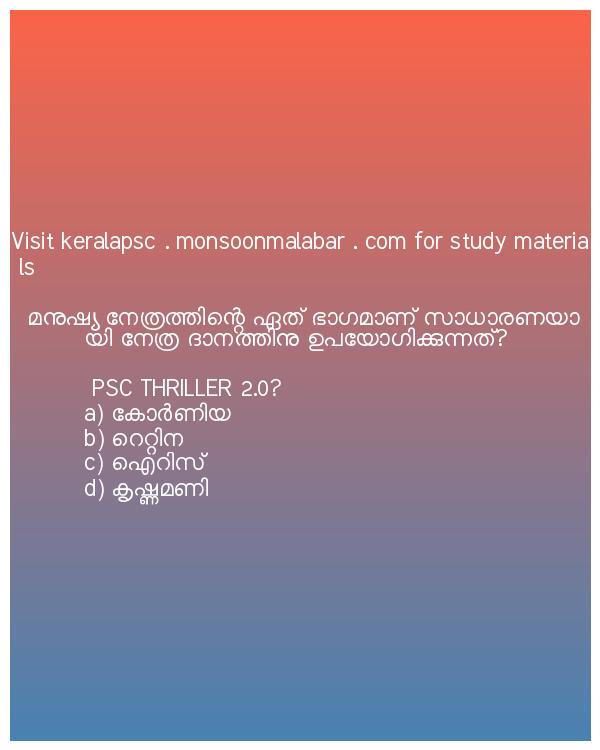 Visit keralapsc . monsoonmalabar . com for study materia
ls
മനുഷ്യ നേത്രത്തിന്റെ ഏത് ഭാഗമാണ് സാധാരണയാ
യി നേത്ര ദാനത്തിനു ഉപയോഗിക്കുന്നത്?
PSC THRILLER 2.0?
a) കോർണിയ
b) റെറ്റിന
c) ഐറിസ്
d) കൃഷ്ണമണി